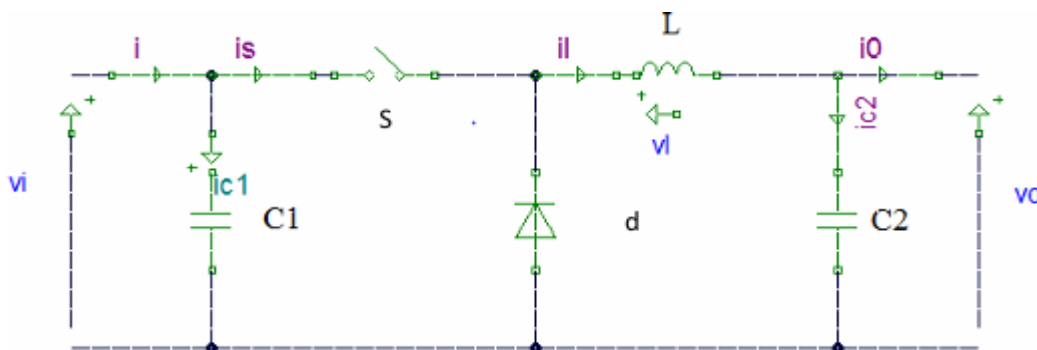 L
i
is
il
i0
+
S
+
+
ic2
vl
+
vi
ic1
C1
d
C2
vo